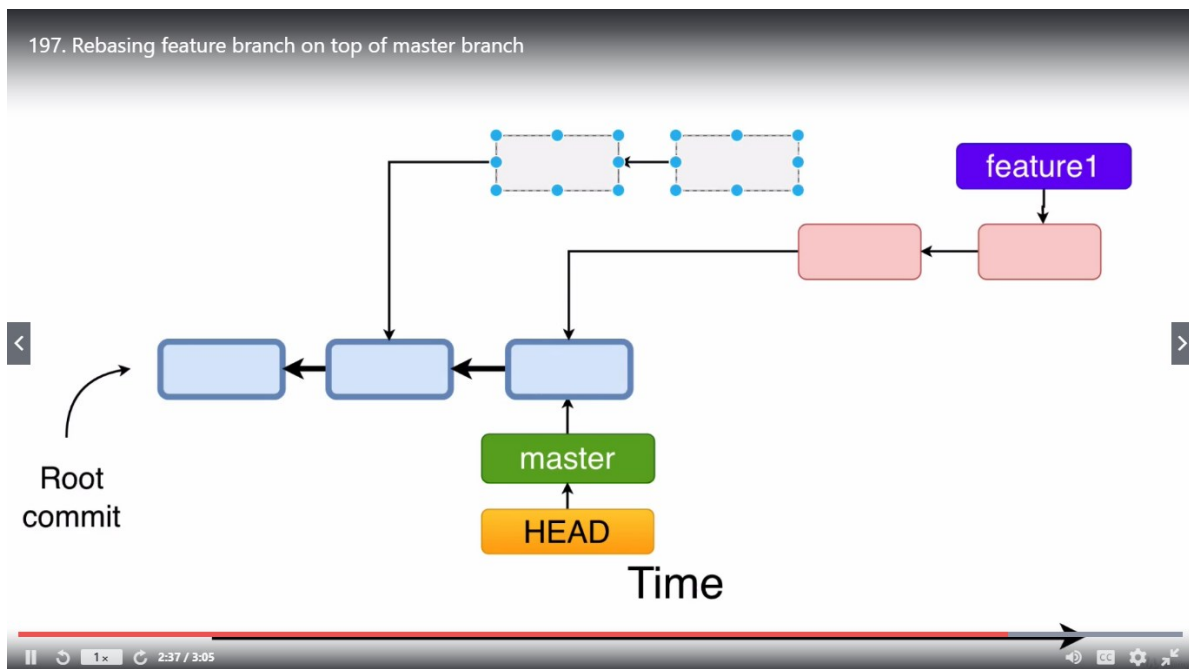 197. Rebasing feature branch on top of master branch
feature1
master
Root
commit
HEAD
Time
1x
2:37 / 3:05
CC